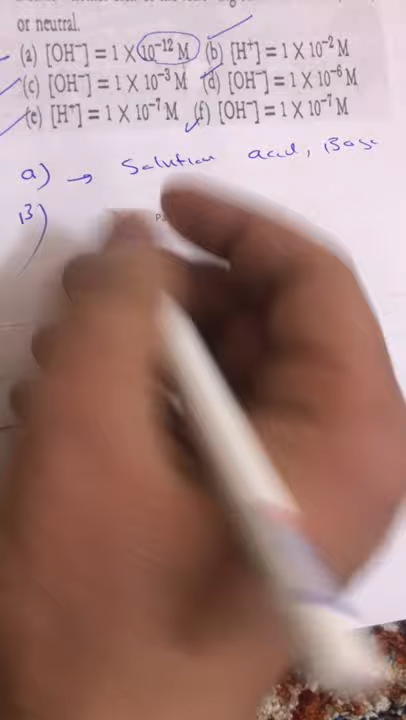 or neutral.
(a) [OH⁻] = 1 X 10⁻¹² M (b) [H⁺] = 1 X 10⁻² M
(c) [OH⁻] = 1 X 10⁻³ M (d) [OH⁻] = 1 X 10⁻⁶ M
(e) [H⁺] = 1 X 10⁻⁷ M (f) [OH⁻] = 1 X 10⁻⁷ M
a) → Solution acid, Base
B)